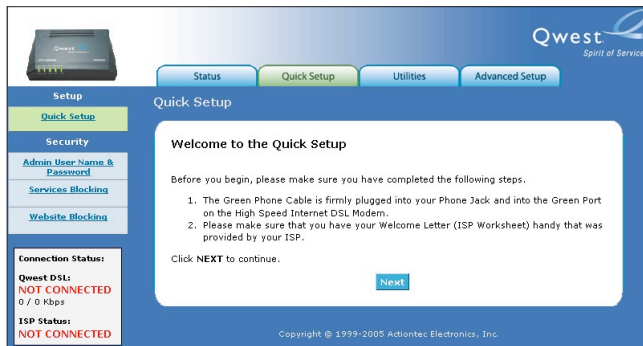 Qwest
Qwest
Spirit of Service
Status
Quick Setup
Utilities
Advanced Setup
Setup
Quick Setup
Security
Admin User Name &
Password
Services Blocking
Website Blocking
Connection Status:
Qwest DSL:
NOT CONNECTED
0 / 0 Kbps
ISP Status:
NOT CONNECTED
Quick Setup
Welcome to the Quick Setup
Before you begin, please make sure you have completed the following steps.
1. The Green Phone Cable is firmly plugged into your Phone Jack and into the Green Port
on the High Speed Internet DSL Modem.
2. Please make sure that you have your Welcome Letter (ISP Worksheet) handy that was
provided by your ISP.
Click NEXT to continue.
Next
Copyright © 1999-2005 Actiontec Electronics, Inc.